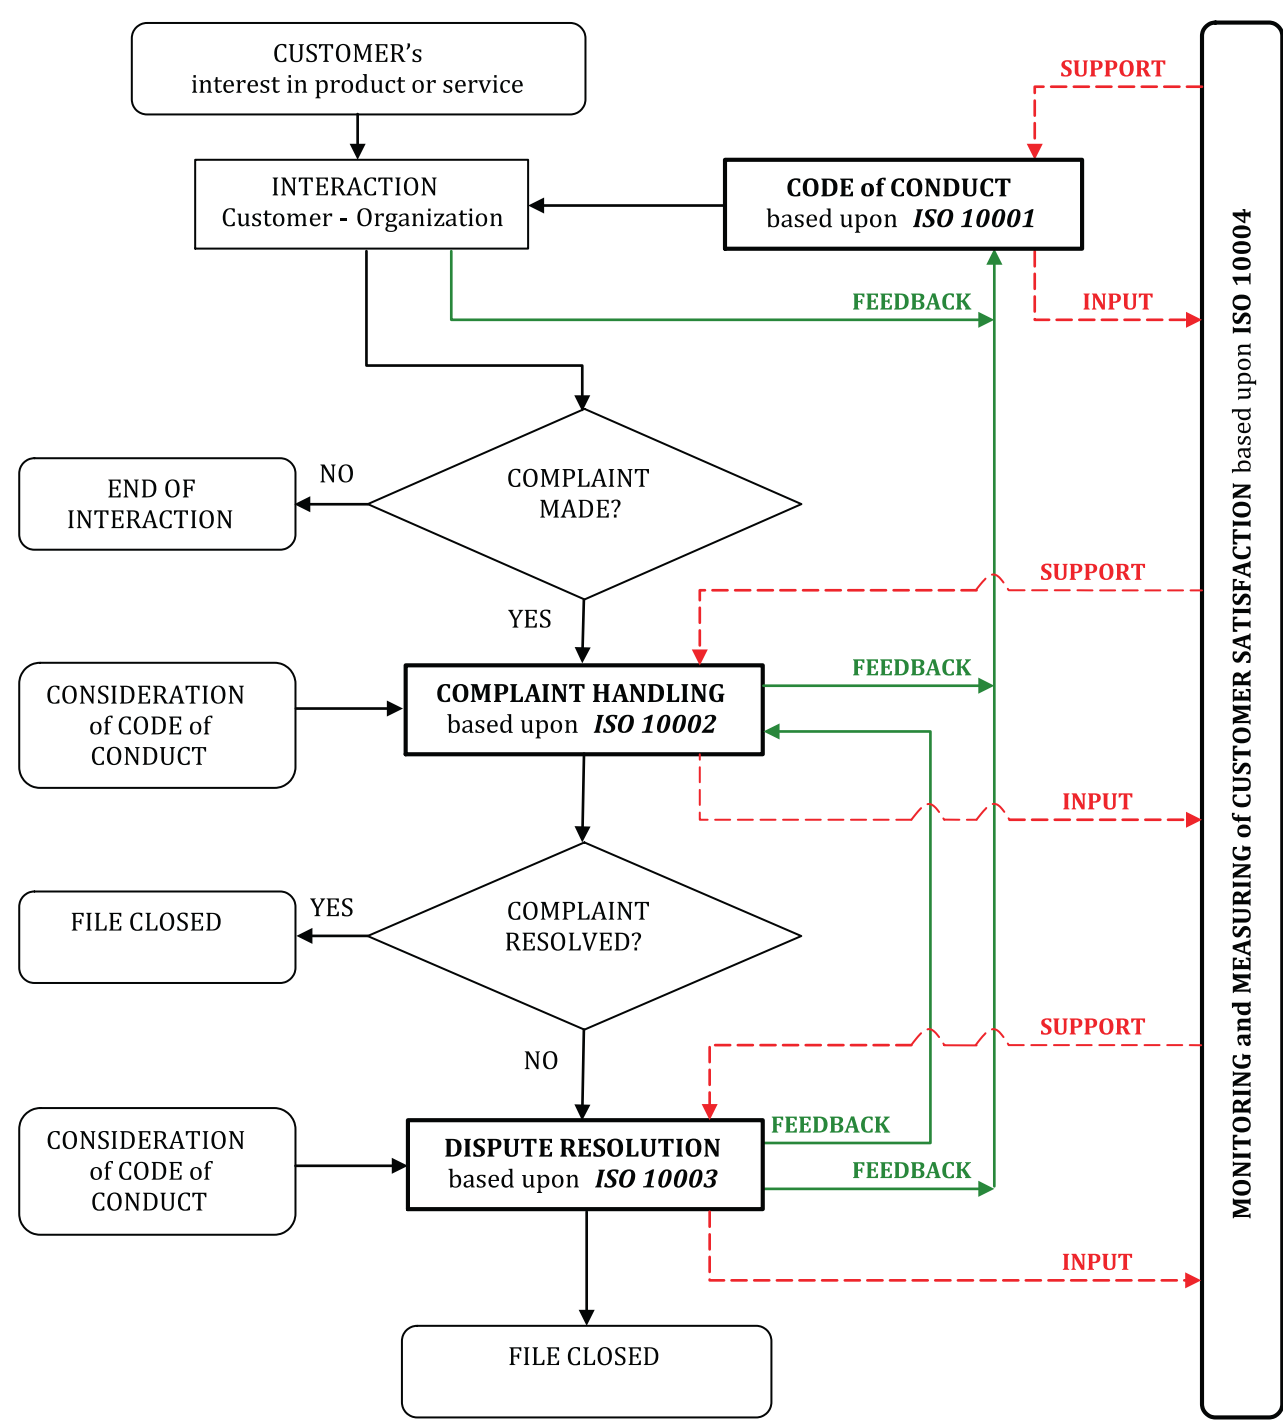 CUSTOMER’s
interest in product or service
SUPPORT
INTERACTION
Customer - Organization
CODE of CONDUCT
based upon ISO 10001
FEEDBACK
INPUT
COMPLAINT
MADE?
NO
END OF
INTERACTION
YES
SUPPORT
CONSIDERATION
of CODE of
CONDUCT
COMPLAINT HANDLING
based upon ISO 10002
FEEDBACK
INPUT
COMPLAINT
RESOLVED?
YES
FILE CLOSED
NO
SUPPORT
CONSIDERATION
of CODE of
CONDUCT
DISPUTE RESOLUTION
based upon ISO 10003
FEEDBACK
FEEDBACK
INPUT
FILE CLOSED
MONITORING and MEASURING of CUSTOMER SATISFACTION based upon ISO 10004